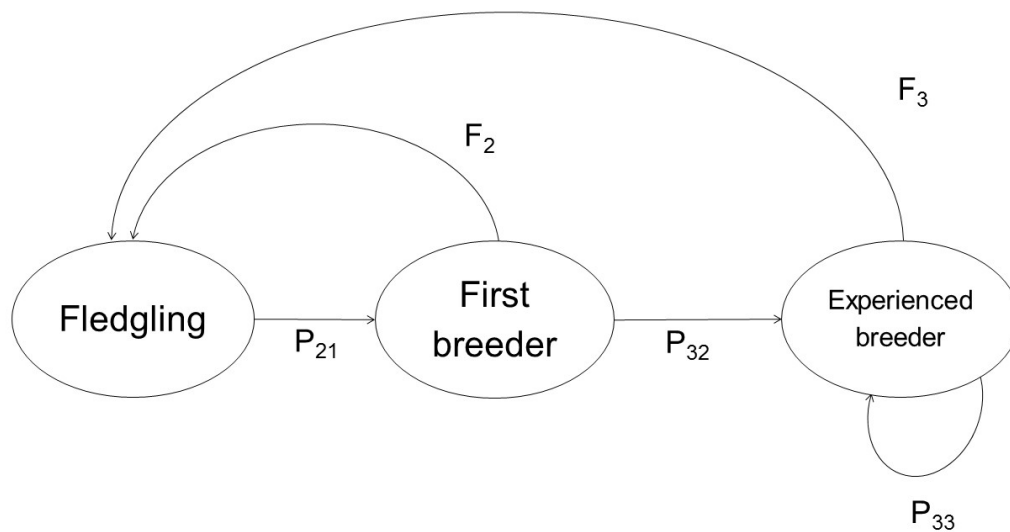 F₃
F₂
Fledgling
First
breeder
Experienced
breeder
P₂₁
P₃₂
P₃₃